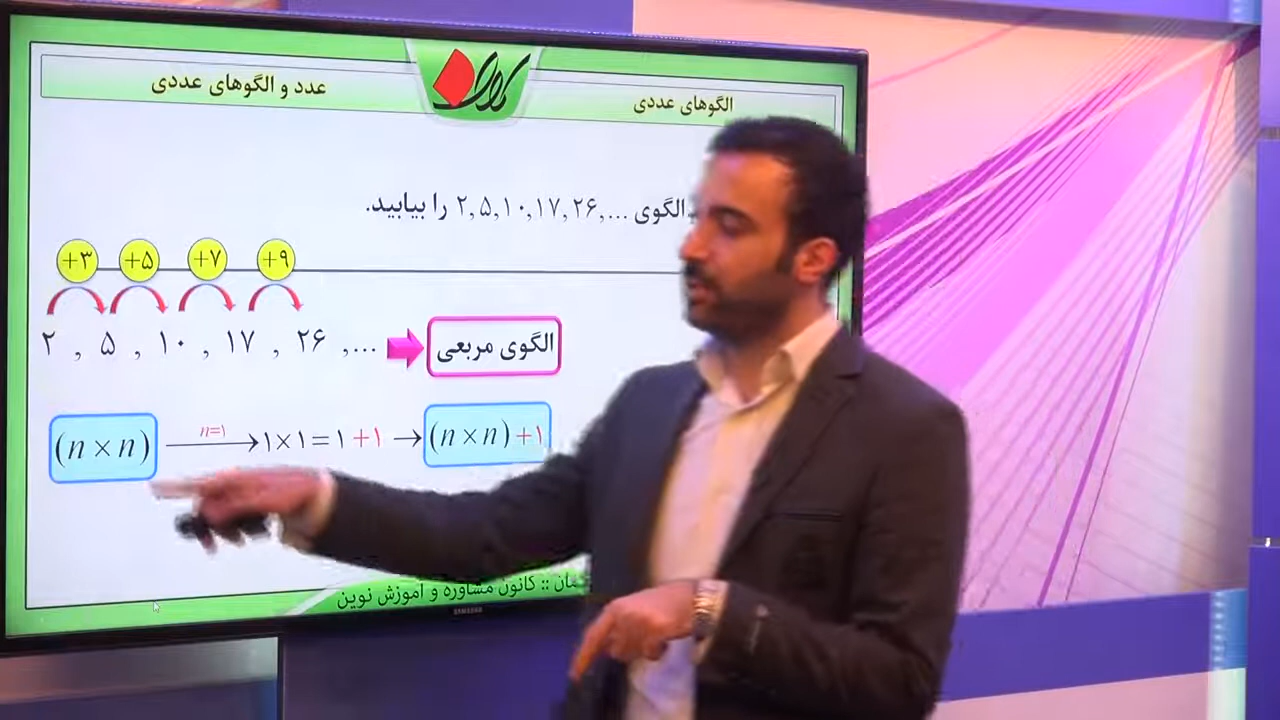 الگوهای عددی
عدد و الگوهای عددی
الگوی ...,۲,۵,۱۰,۱۷,۲۶ را بیابید.
+۳ +۵ +۷ +۹
۲ , ۵ , ۱۰ , ۱۷ , ۲۶ ,... الگوی مربعی
(n × n) n=۱ → ۱×۱=۱+۱ → (n × n)+۱
کانون مشاوره و آموزش نوین
SAMSUNG